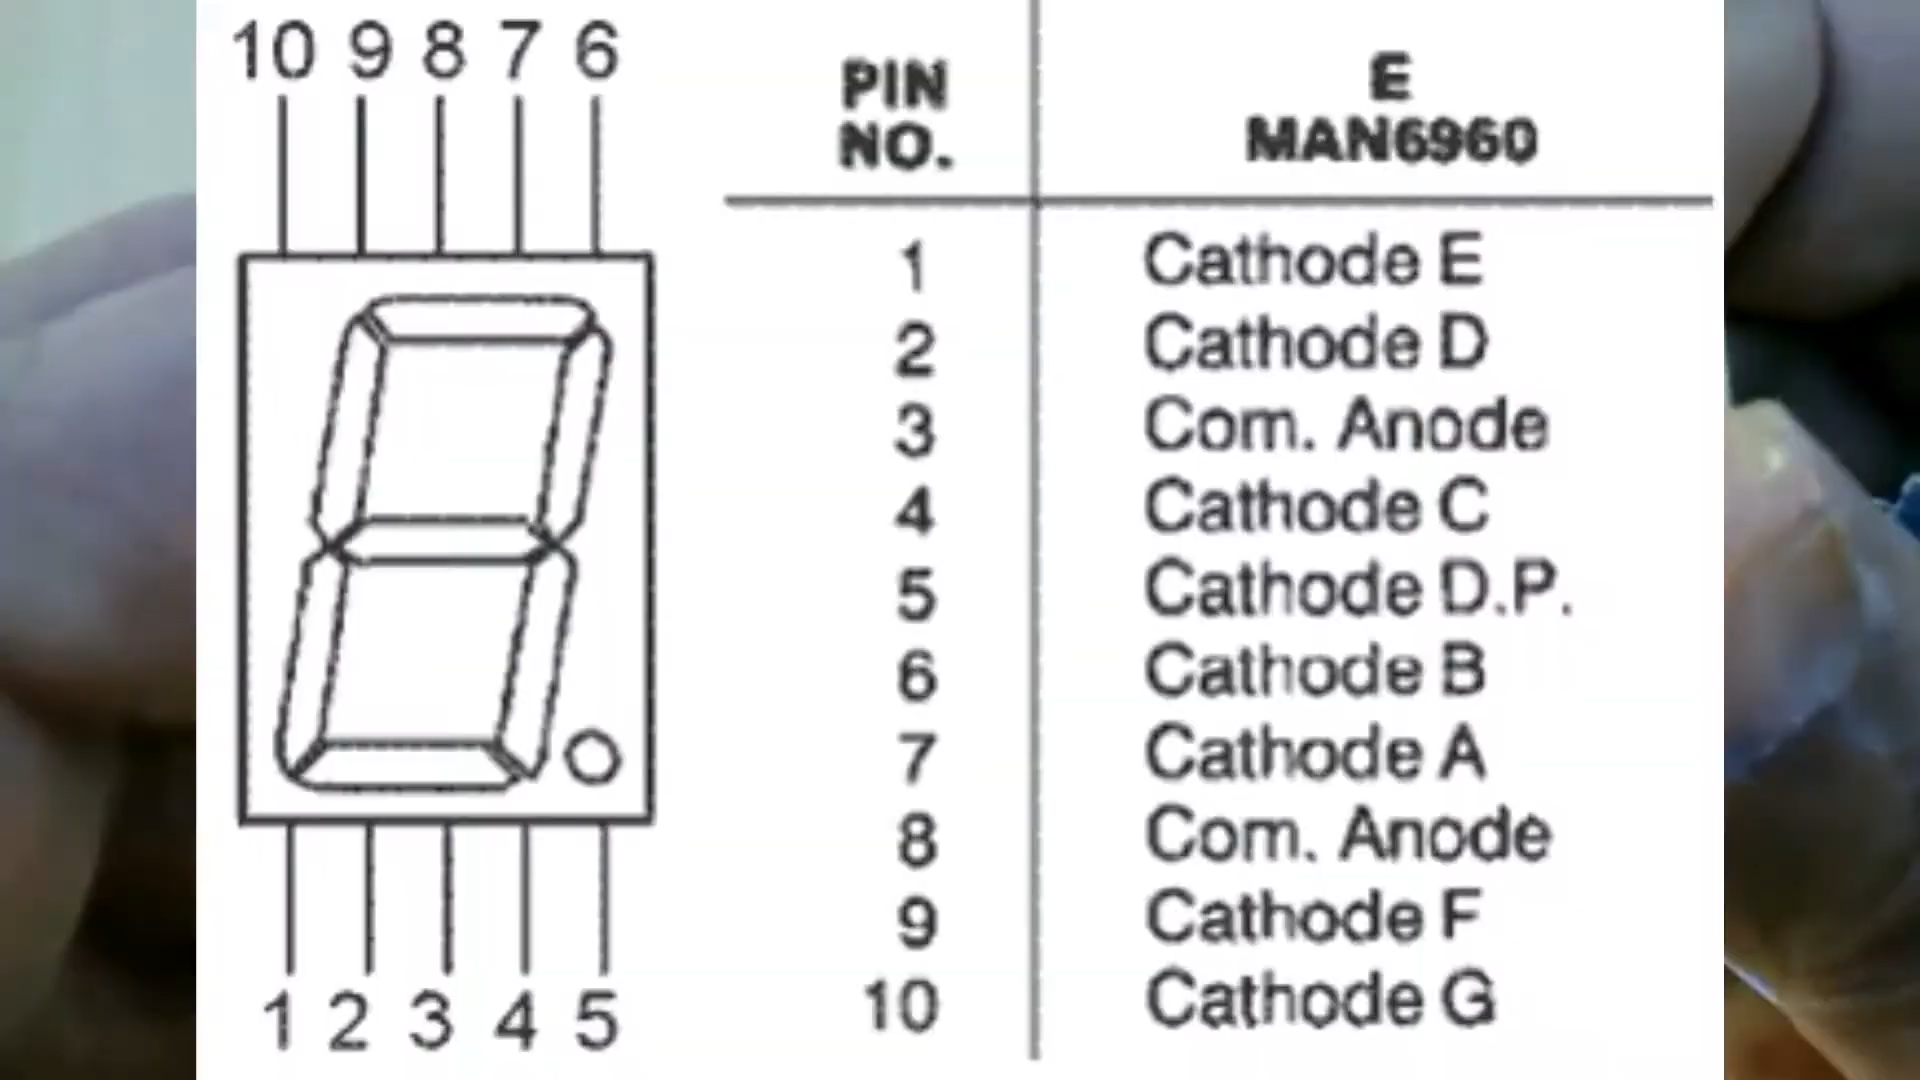 10 9 8 7 6
1 2 3 4 5
PIN NO. E MAN6960
1 Cathode E
2 Cathode D
3 Com. Anode
4 Cathode C
5 Cathode D.P.
6 Cathode B
7 Cathode A
8 Com. Anode
9 Cathode F
10 Cathode G